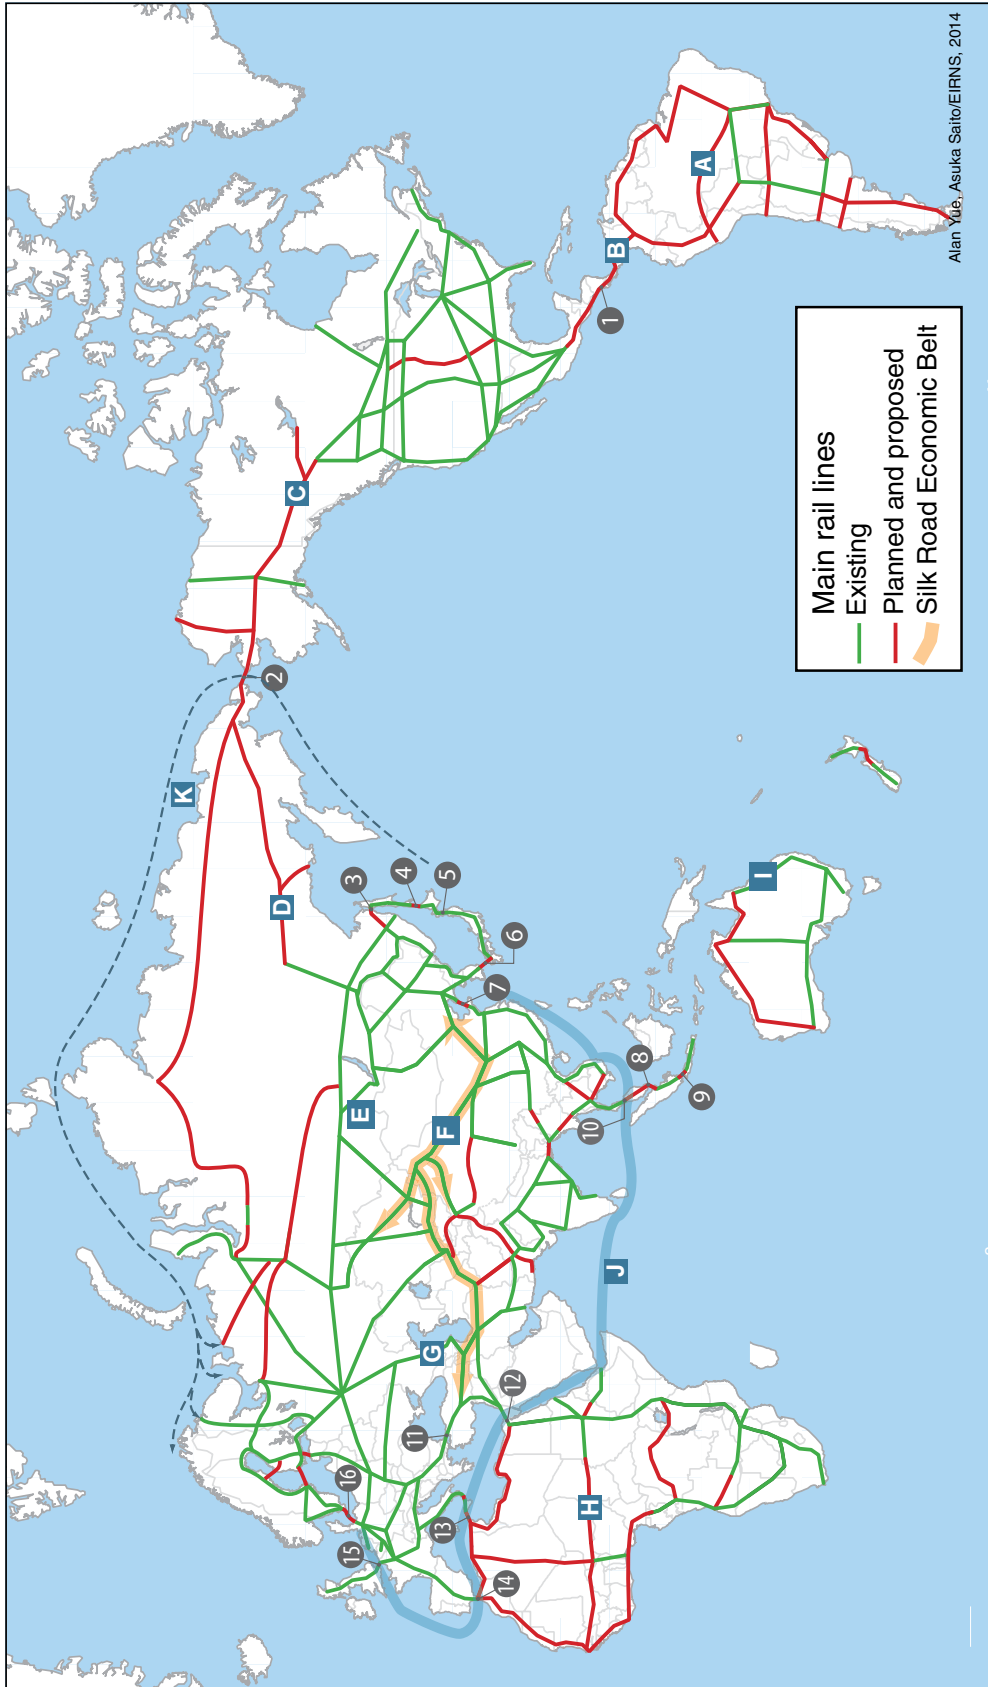 Main rail lines
Existing
Planned and proposed
Silk Road Economic Belt
Alan Yue, Asuka Saito/EIRNS, 2014
A
B
C
D
E
F
G
H
I
J
K
1
2
3
4
5
6
7
8
9
10
11
12
13
14
15
16